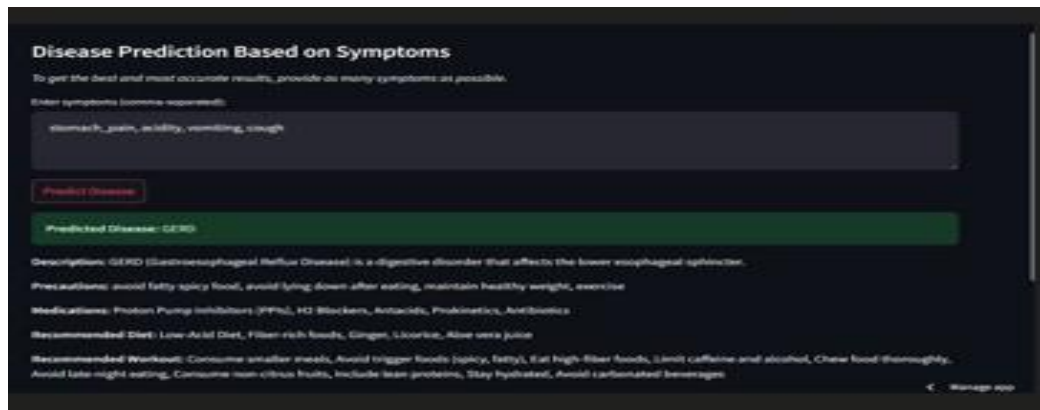 Disease Prediction Based on Symptoms
To get the best and most accurate results, provide as many symptoms as possible.
Enter symptoms (comma-separated):
stomach_pain, acidity, vomiting, cough
Predict Disease
Predicted Disease: GERD
Description: GERD (Gastroesophageal Reflux Disease) is a digestive disorder that affects the lower esophageal sphincter.
Precautions: avoid fatty spicy food, avoid lying down after eating, maintain healthy weight, exercise
Medications: Proton Pump Inhibitors (PPIs), H2 Blockers, Antacids, Prokinetics, Antibiotics
Recommended Diet: Low-Acid Diet, Fiber-rich foods, Ginger, Licorice, Aloe vera juice
Recommended Workout: Consume smaller meals, Avoid trigger foods (spicy, fatty), Eat high-fiber foods, Limit caffeine and alcohol, Chew food thoroughly,
Avoid late-night eating, Consume non-citrus fruits, Include lean proteins, Stay hydrated, Avoid carbonated beverages
< Manage app